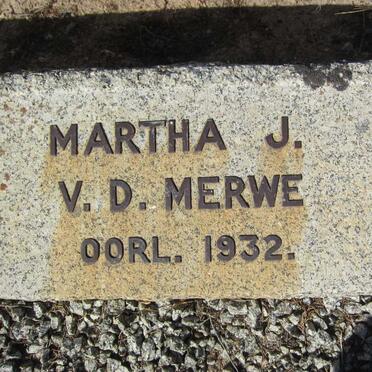 MARTHA J.
V. D. MERWE
OORL. 1932.